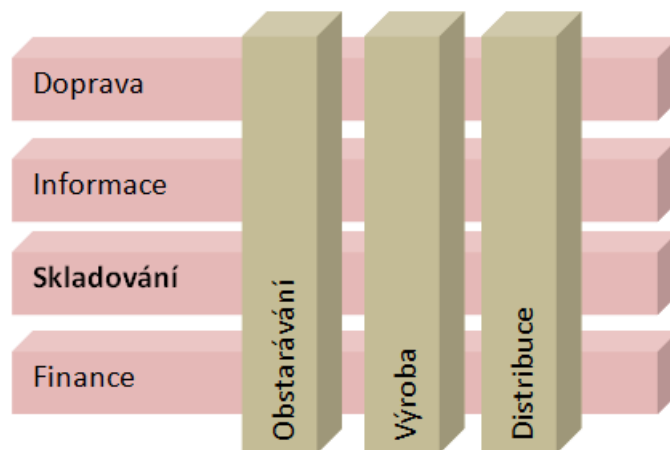 Doprava
Informace
Skladování
Finance
Obstarávání
Výroba
Distribuce